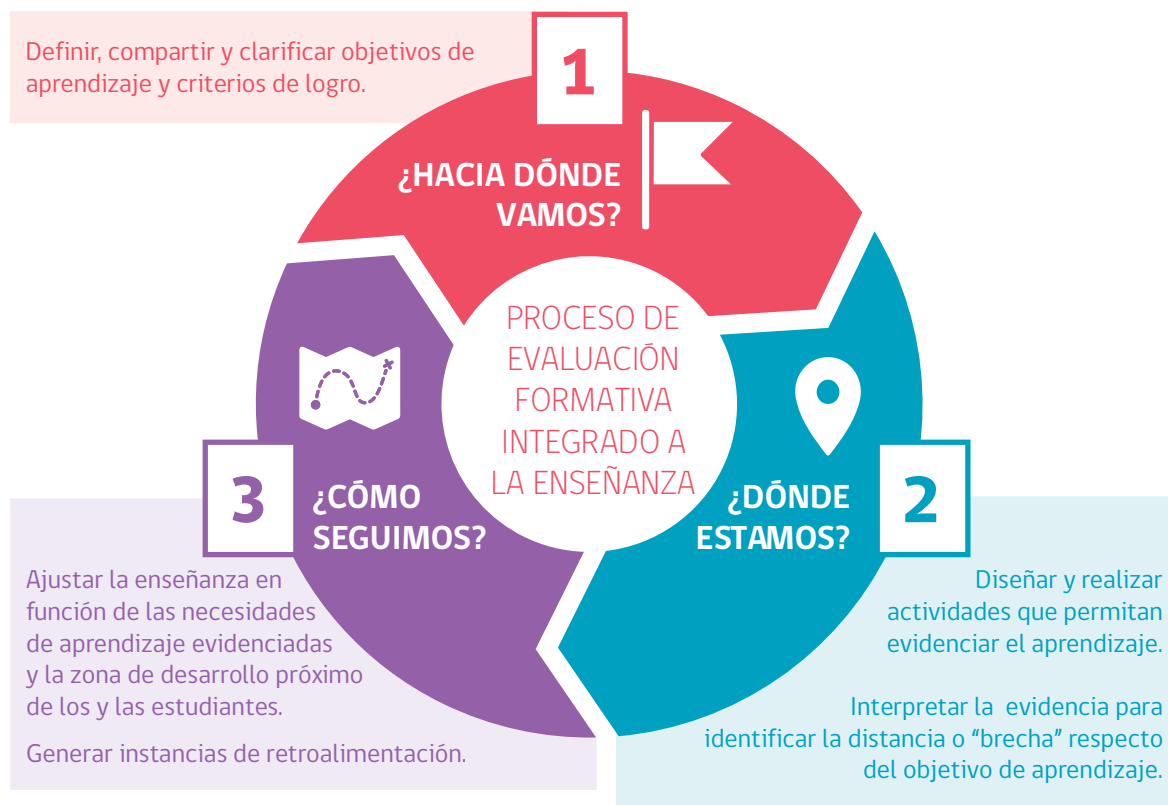 Definir, compartir y clarificar objetivos de
aprendizaje y criterios de logro.
1
¿HACIA DÓNDE
VAMOS?
PROCESO DE
EVALUACIÓN
FORMATIVA
INTEGRADO A
LA ENSEÑANZA
¿DÓNDE
ESTAMOS?
2
Diseñar y realizar
actividades que permitan
evidenciar el aprendizaje.
Interpretar la evidencia para
identificar la distancia o “brecha” respecto
del objetivo de aprendizaje.
3
¿CÓMO
SEGUIMOS?
Ajustar la enseñanza en
función de las necesidades
de aprendizaje evidenciadas
y la zona de desarrollo próximo
de los y las estudiantes.
Generar instancias de retroalimentación.